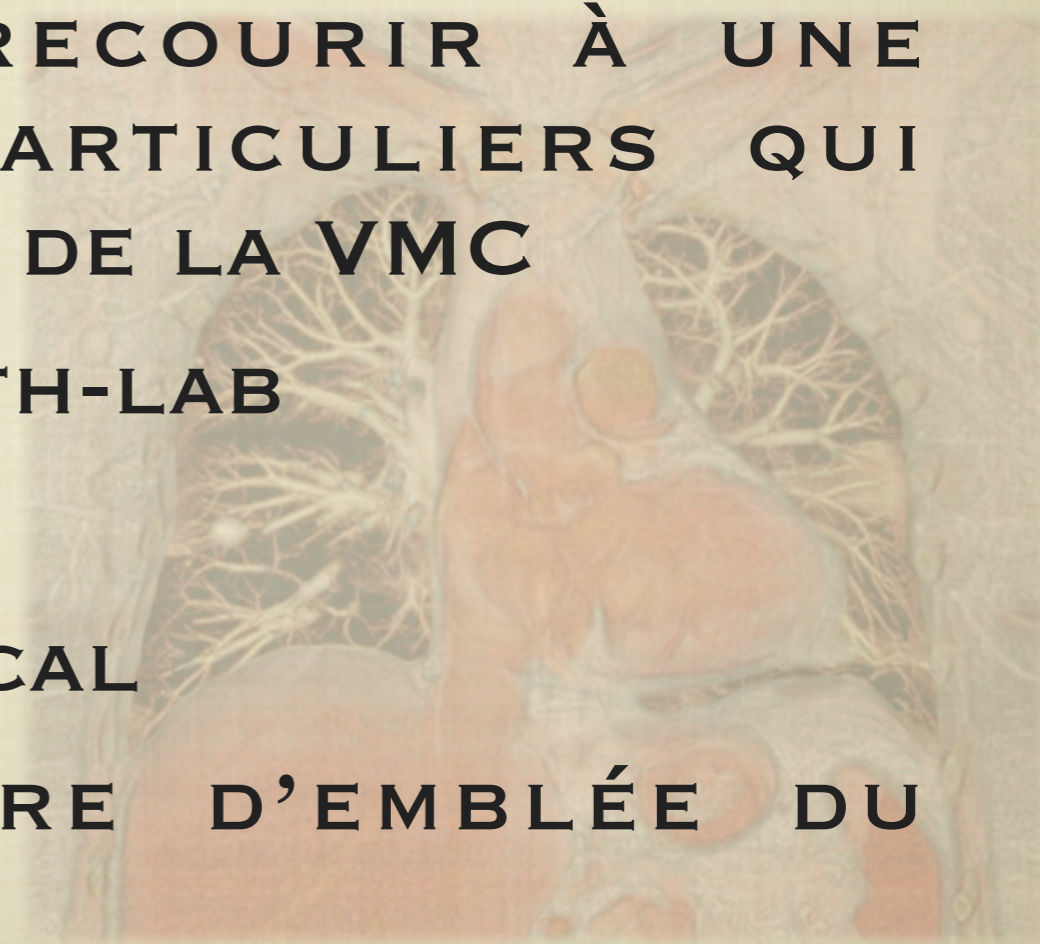 RECOURIR À UNE
ARTICULIERS QUI
DE LA VMC
TH-LAB
CAL
RE D’EMBLÉE DU